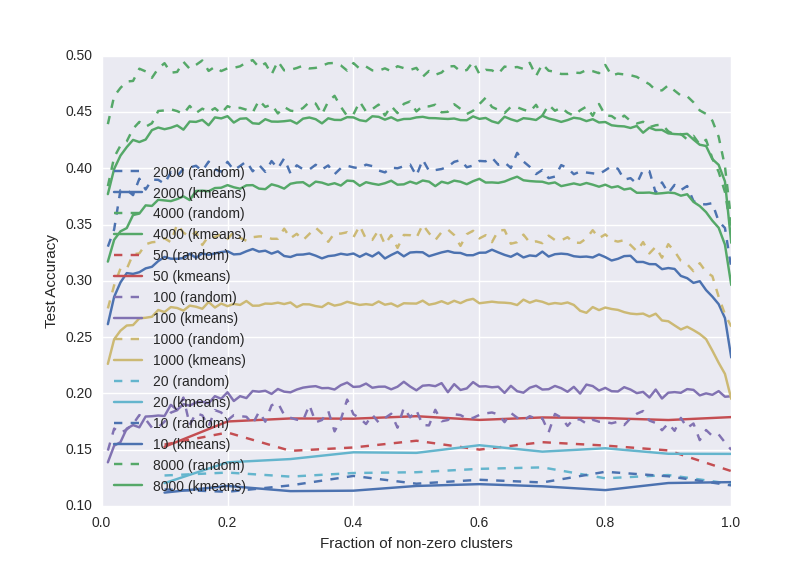 0.50
0.45
0.40
0.35
0.30
0.25
0.20
0.15
0.10
Test Accuracy
2000 (random)
2000 (kmeans)
4000 (random)
4000 (kmeans)
50 (random)
50 (kmeans)
100 (random)
100 (kmeans)
1000 (random)
1000 (kmeans)
20 (random)
20 (kmeans)
10 (random)
10 (kmeans)
8000 (random)
8000 (kmeans)
0.0 0.2 0.4 0.6 0.8 1.0
Fraction of non-zero clusters